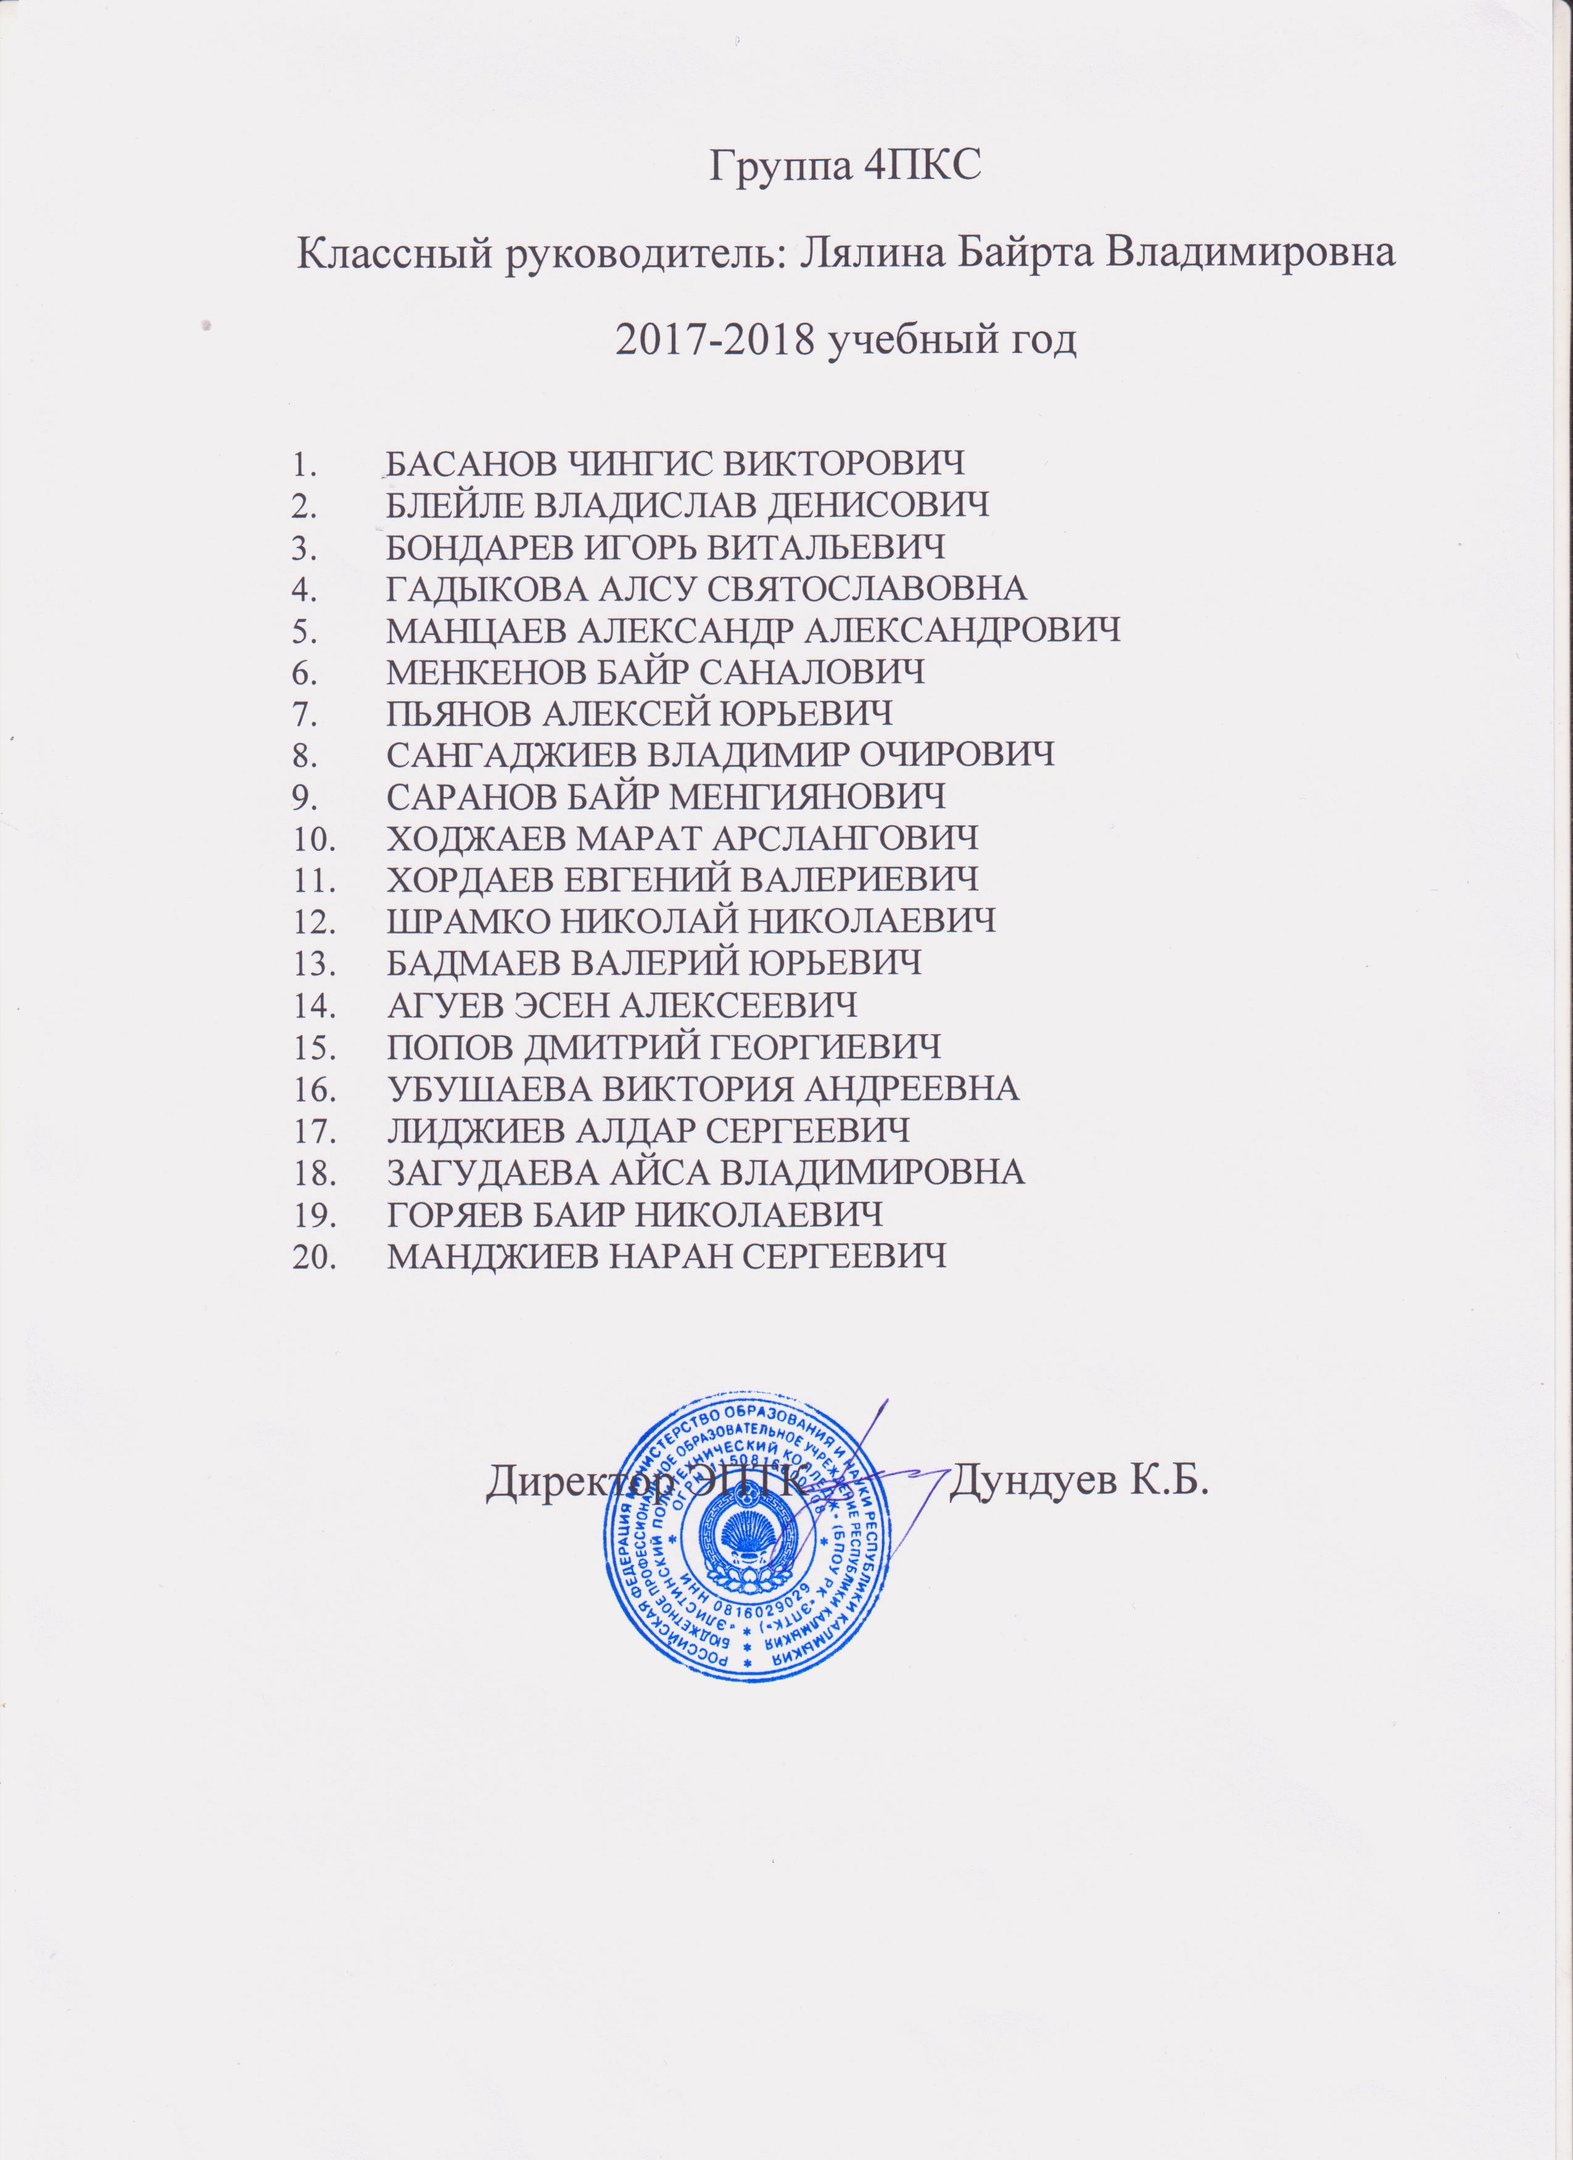 Группа 4ПКС
Классный руководитель: Лялина Байрта Владимировна
2017-2018 учебный год
1. БАСАНОВ ЧИНГИС ВИКТОРОВИЧ
2. БЛЕЙЛЕ ВЛАДИСЛАВ ДЕНИСОВИЧ
3. БОНДАРЕВ ИГОРЬ ВИТАЛЬЕВИЧ
4. ГАДЫКОВА АЛСУ СВЯТОСЛАВОВНА
5. МАНЦАЕВ АЛЕКСАНДР АЛЕКСАНДРОВИЧ
6. МЕНКЕНОВ БАЙР САНАЛОВИЧ
7. ПЬЯНОВ АЛЕКСЕЙ ЮРЬЕВИЧ
8. САНГАДЖИЕВ ВЛАДИМИР ОЧИРОВИЧ
9. САРАНОВ БАЙР МЕНГИЯНОВИЧ
10. ХОДЖАЕВ МАРАТ АРСЛАНГОВИЧ
11. ХОРДАЕВ ЕВГЕНИЙ ВАЛЕРИЕВИЧ
12. ШРАМКО НИКОЛАЙ НИКОЛАЕВИЧ
13. БАДМАЕВ ВАЛЕРИЙ ЮРЬЕВИЧ
14. АГУЕВ ЭСЕН АЛЕКСЕЕВИЧ
15. ПОПОВ ДМИТРИЙ ГЕОРГИЕВИЧ
16. УБУШАЕВА ВИКТОРИЯ АНДРЕЕВНА
17. ЛИДЖИЕВ АЛДАР СЕРГЕЕВИЧ
18. ЗАГУДАЕВА АЙСА ВЛАДИМИРОВНА
19. ГОРЯЕВ БАИР НИКОЛАЕВИЧ
20. МАНДЖИЕВ НАРАН СЕРГЕЕВИЧ
Директор ЭПТК Дундуев К.Б.
РОССИЙСКАЯ ФЕДЕРАЦИЯ МИНИСТЕРСТВО ОБРАЗОВАНИЯ И НАУКИ РЕСПУБЛИКИ КАЛМЫКИЯ
БЮДЖЕТНОЕ ПРОФЕССИОНАЛЬНОЕ ОБРАЗОВАТЕЛЬНОЕ УЧРЕЖДЕНИЕ РЕСПУБЛИКИ КАЛМЫКИЯ
«ЭЛИСТИНСКИЙ ПОЛИТЕХНИЧЕСКИЙ КОЛЛЕДЖ» (БПОУ РК «ЭПТК»)
ОГРН
ИНН 0816029029